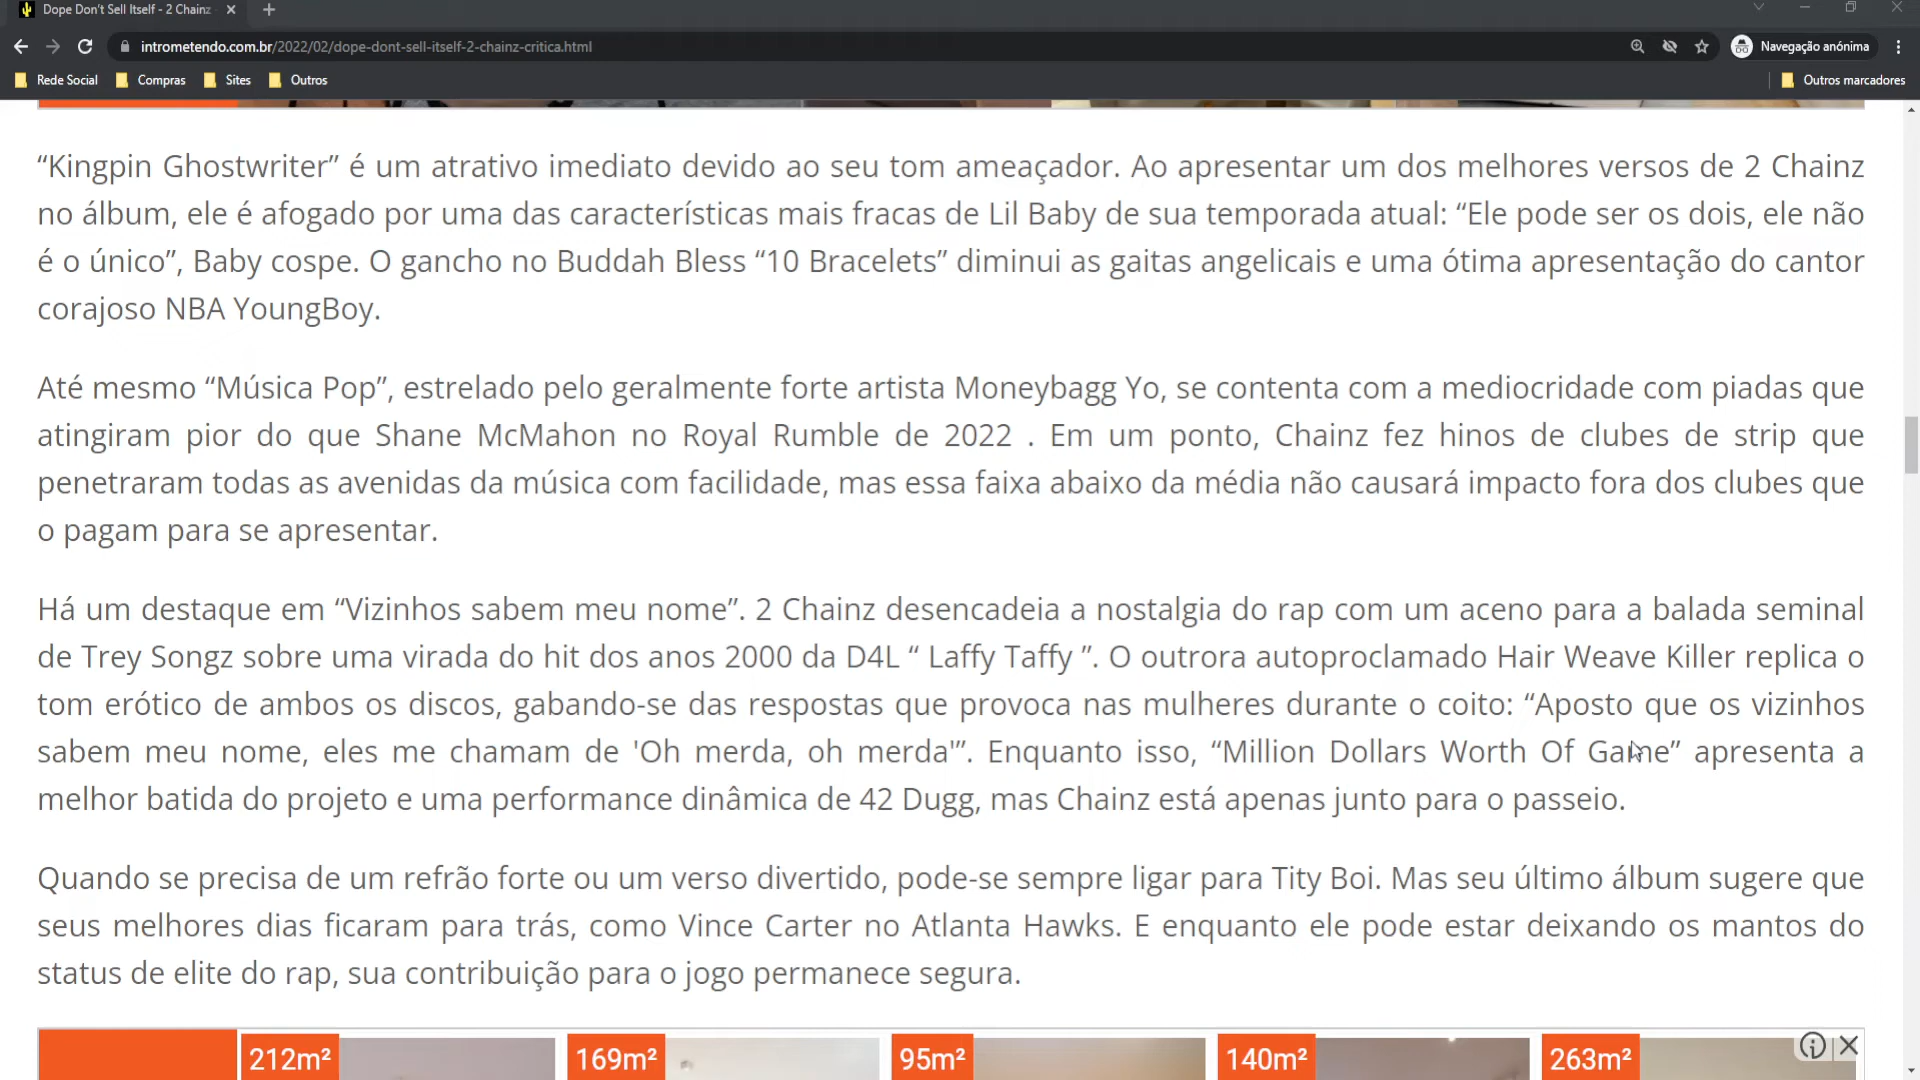 Dope Don't Sell Itself - 2 Chainz
intrometendo.com.br/2022/02/dope-dont-sell-itself-2-chainz-critica.html
Navegação anónima
Rede Social
Compras
Sites
Outros
Outros marcadores
“Kingpin Ghostwriter” é um atrativo imediato devido ao seu tom ameaçador. Ao apresentar um dos melhores versos de 2 Chainz
no álbum, ele é afogado por uma das características mais fracas de Lil Baby de sua temporada atual: “Ele pode ser os dois, ele não
é o único”, Baby cospe. O gancho no Buddah Bless “10 Bracelets” diminui as gaitas angelicais e uma ótima apresentação do cantor
corajoso NBA YoungBoy.
Até mesmo “Música Pop”, estrelado pelo geralmente forte artista Moneybagg Yo, se contenta com a mediocridade com piadas que
atingiram pior do que Shane McMahon no Royal Rumble de 2022 . Em um ponto, Chainz fez hinos de clubes de strip que
penetraram todas as avenidas da música com facilidade, mas essa faixa abaixo da média não causará impacto fora dos clubes que
o pagam para se apresentar.
Há um destaque em “Vizinhos sabem meu nome”. 2 Chainz desencadeia a nostalgia do rap com um aceno para a balada seminal
de Trey Songz sobre uma virada do hit dos anos 2000 da D4L “ Laffy Taffy ”. O outrora autoproclamado Hair Weave Killer replica o
tom erótico de ambos os discos, gabando-se das respostas que provoca nas mulheres durante o coito: “Aposto que os vizinhos
sabem meu nome, eles me chamam de 'Oh merda, oh merda'”. Enquanto isso, “Million Dollars Worth Of Game” apresenta a
melhor batida do projeto e uma performance dinâmica de 42 Dugg, mas Chainz está apenas junto para o passeio.
Quando se precisa de um refrão forte ou um verso divertido, pode-se sempre ligar para Tity Boi. Mas seu último álbum sugere que
seus melhores dias ficaram para trás, como Vince Carter no Atlanta Hawks. E enquanto ele pode estar deixando os mantos do
status de elite do rap, sua contribuição para o jogo permanece segura.
212m²
169m²
95m²
140m²
263m²